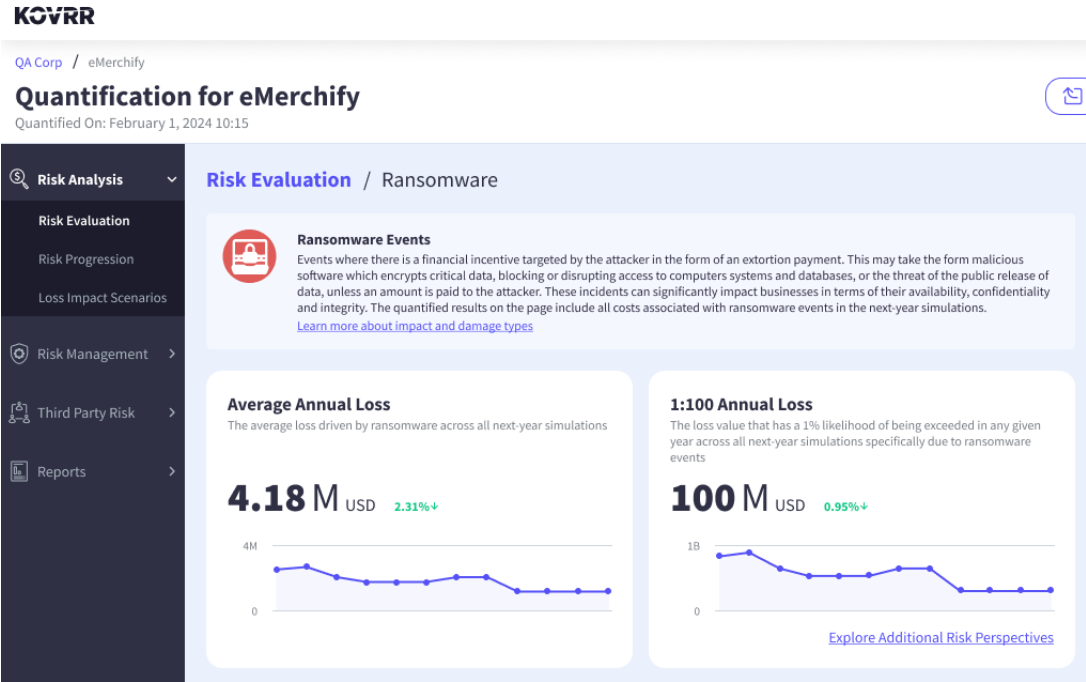 KOVRR
QA Corp / eMerchify
Quantification for eMerchify
Quantified On: February 1, 2024 10:15
Risk Analysis
Risk Evaluation
Risk Progression
Loss Impact Scenarios
Risk Management
Third Party Risk
Reports
Risk Evaluation / Ransomware
Ransomware Events
Events where there is a financial incentive targeted by the attacker in the form of an extortion payment. This may take the form malicious
software which encrypts critical data, blocking or disrupting access to computers systems and databases, or the threat of the public release of
data, unless an amount is paid to the attacker. These incidents can significantly impact businesses in terms of their availability, confidentiality
and integrity. The quantified results on the page include all costs associated with ransomware events in the next-year simulations.
Learn more about impact and damage types
Average Annual Loss
The average loss driven by ransomware across all next-year simulations
4.18 M USD 2.31%↓
4M
0
1:100 Annual Loss
The loss value that has a 1% likelihood of being exceeded in any given
year across all next-year simulations specifically due to ransomware
events
100 M USD 0.95%↓
1B
0
Explore Additional Risk Perspectives